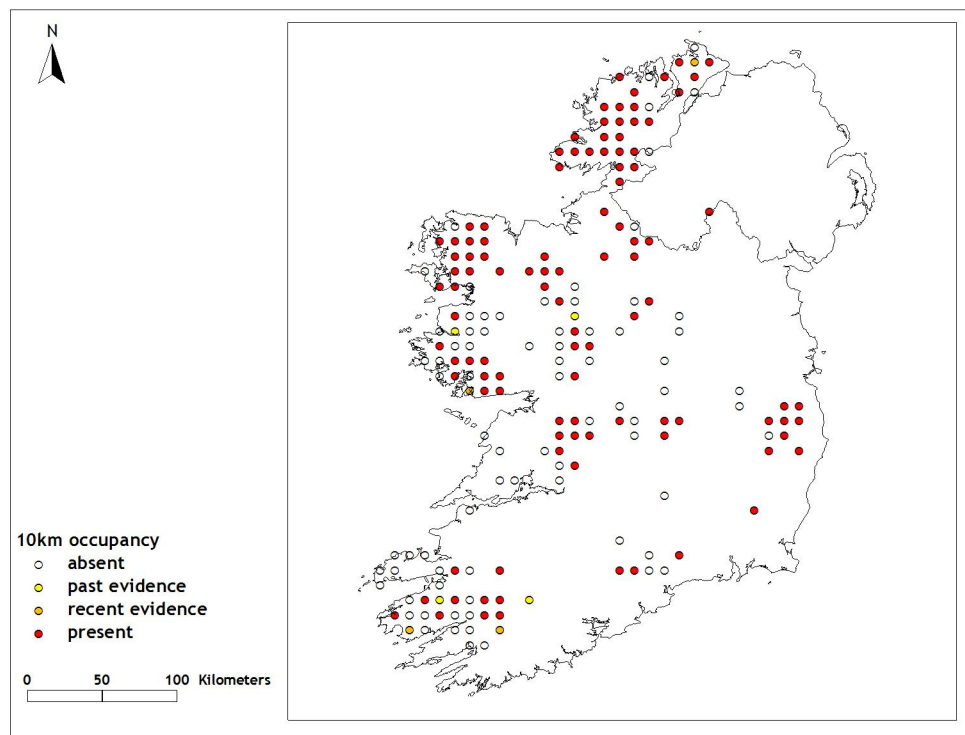 N
10km occupancy
absent
past evidence
recent evidence
present
0 50 100 Kilometers